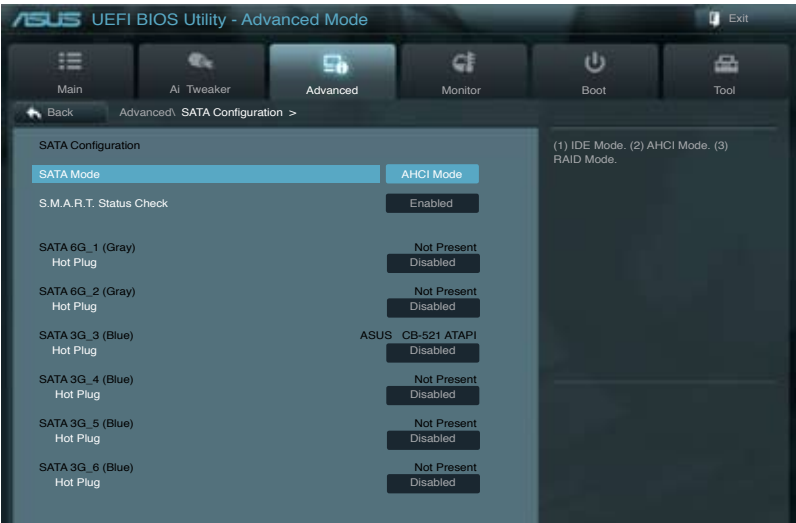 ASUS UEFI BIOS Utility - Advanced Mode
Exit
Main
Ai Tweaker
Advanced
Monitor
Boot
Tool
Back
Advanced\ SATA Configuration >
SATA Configuration
SATA Mode AHCI Mode
S.M.A.R.T. Status Check Enabled
SATA 6G_1 (Gray) Not Present
Hot Plug Disabled
SATA 6G_2 (Gray) Not Present
Hot Plug Disabled
SATA 3G_3 (Blue) ASUS CB-521 ATAPI
Hot Plug Disabled
SATA 3G_4 (Blue) Not Present
Hot Plug Disabled
SATA 3G_5 (Blue) Not Present
Hot Plug Disabled
SATA 3G_6 (Blue) Not Present
Hot Plug Disabled
(1) IDE Mode. (2) AHCI Mode. (3)
RAID Mode.